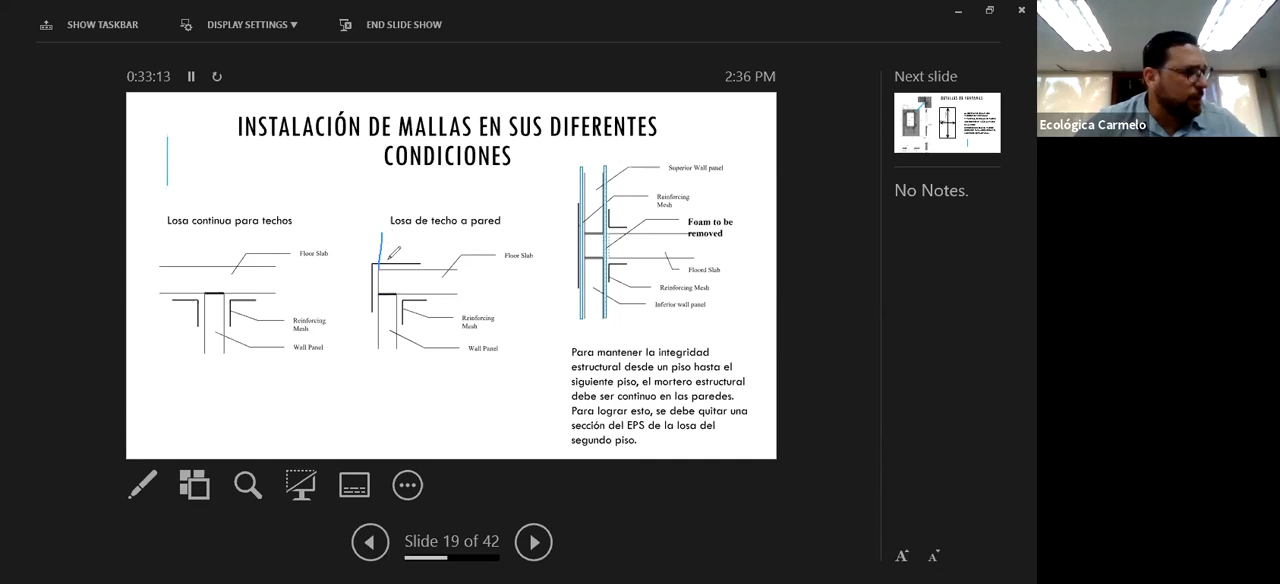 SHOW TASKBAR
DISPLAY SETTINGS ▼
END SLIDE SHOW
0:33:13
2:36 PM
Next slide
INSTALACIÓN DE MALLAS EN SUS DIFERENTES
CONDICIONES
Losa continua para techos
Floor Slab
Reinforcing
Mesh
Wall Panel
Losa de techo a pared
Floor Slab
Reinforcing
Mesh
Wall Panel
Superior Wall panel
Reinforcing
Mesh
Foam to be
removed
Floord Slab
Reinforcing Mesh
Inferior wall panel
Para mantener la integridad
estructural desde un piso hasta el
siguiente piso, el mortero estructural
debe ser continuo en las paredes.
Para lograr esto, se debe quitar una
sección del EPS de la losa del
segundo piso.
DETALLES DE VENTANAS
No Notes.
Slide 19 of 42
A A
Ecológica Carmelo